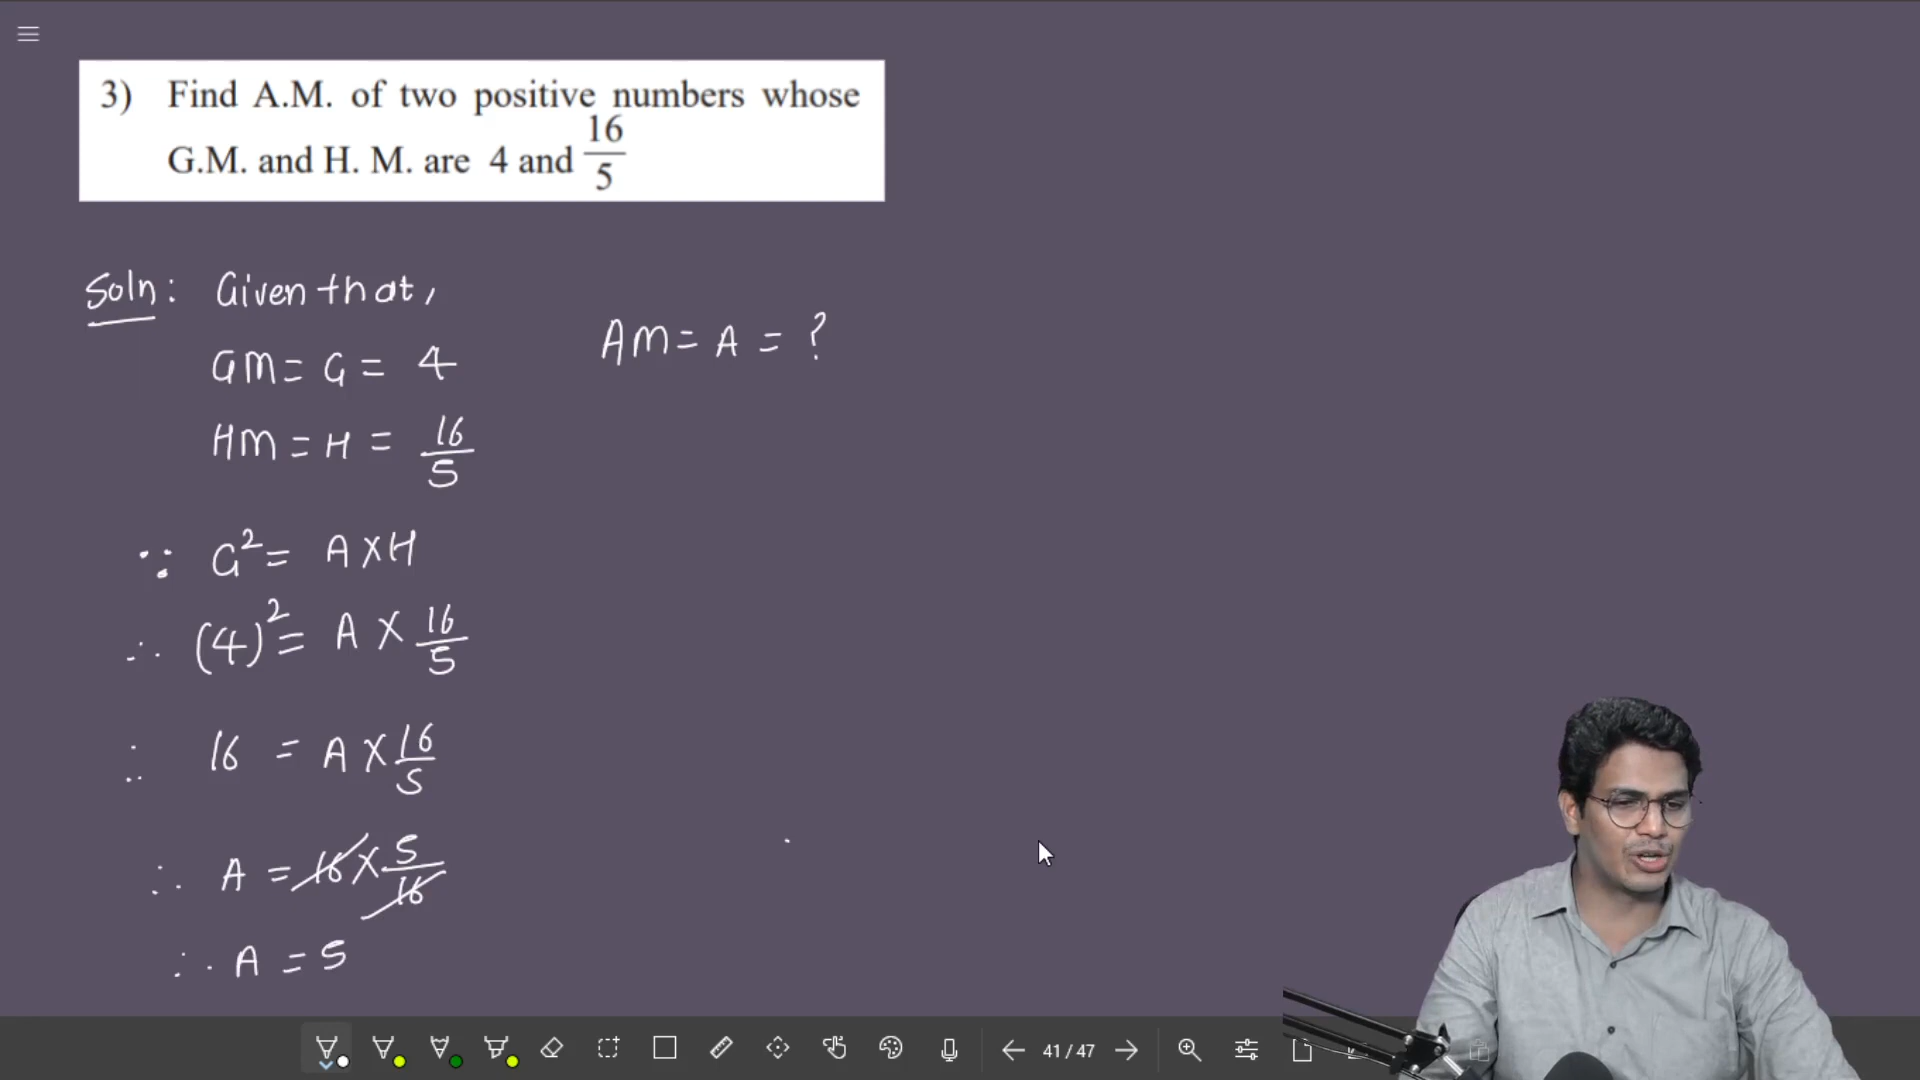 3) Find A.M. of two positive numbers whose
G.M. and H. M. are 4 and 16/5
Soln: Given that,
GM = G = 4
AM = A = ?
HM = H = 16/5
∵ G² = A X H
∴ (4)² = A X 16/5
∴ 16 = A X 16/5
∴ A = 16 X 5/16
∴ A = 5
41 / 47